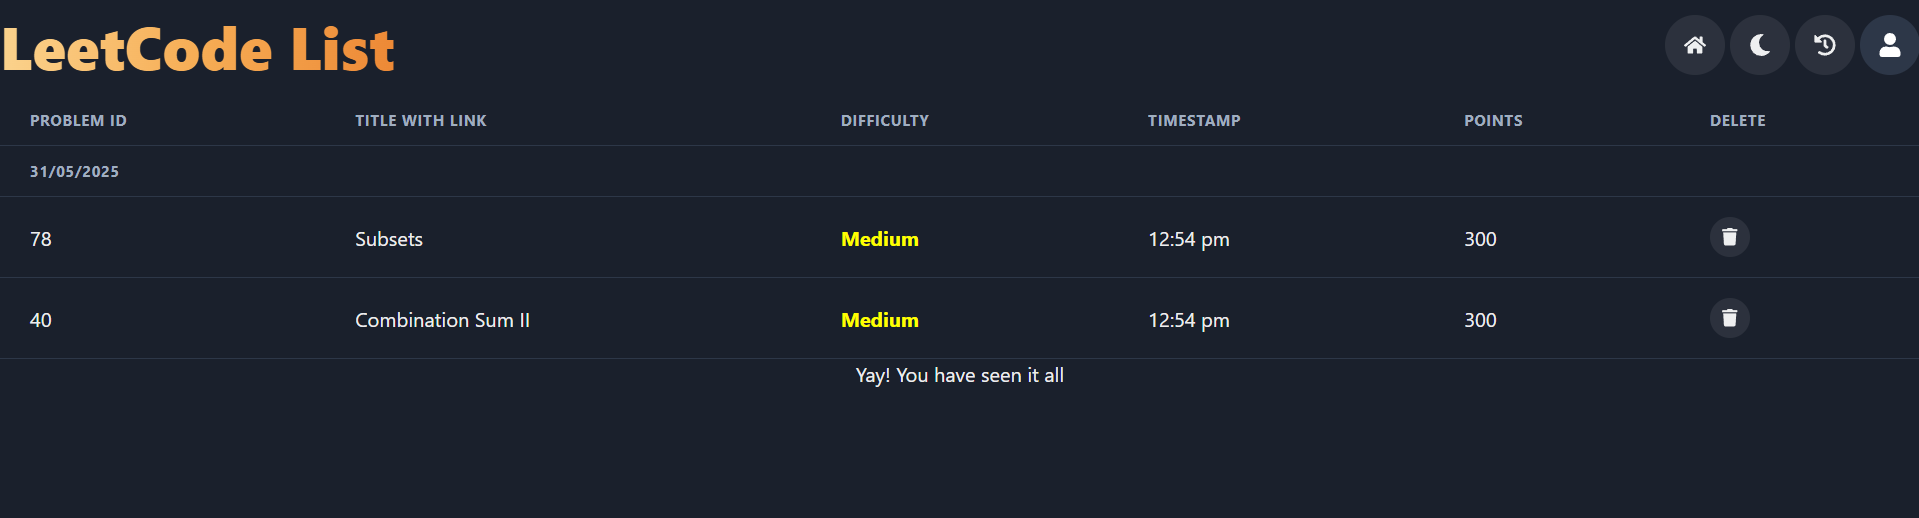 LeetCode List
PROBLEM ID TITLE WITH LINK DIFFICULTY TIMESTAMP POINTS DELETE
31/05/2025
78 Subsets Medium 12:54 pm 300
40 Combination Sum II Medium 12:54 pm 300
Yay! You have seen it all